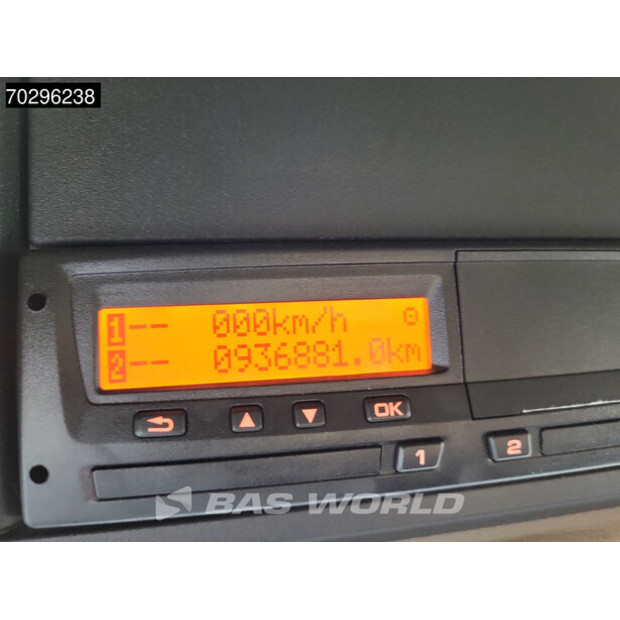 70296238
1-- 000km/h
2-- 0936881.0km
OK
1 2
BAS WORLD